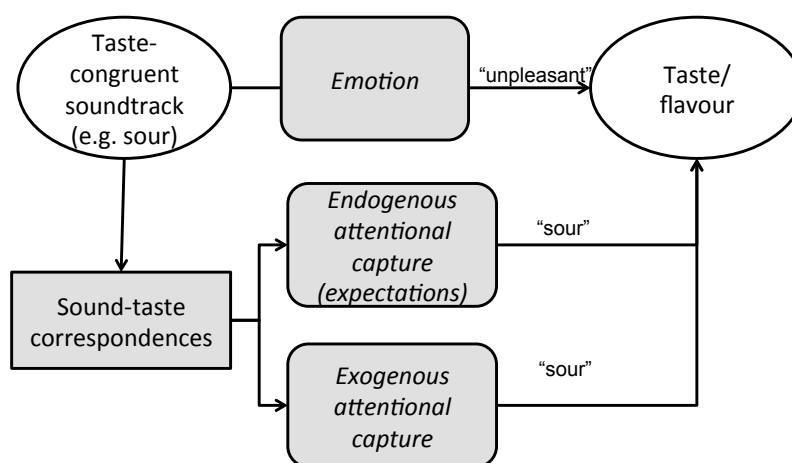 Taste-
congruent
soundtrack
(e.g. sour)
Emotion
“unpleasant”
Taste/
flavour
Endogenous
attentional
capture
(expectations)
“sour”
Sound-taste
correspondences
Exogenous
attentional
capture
“sour”